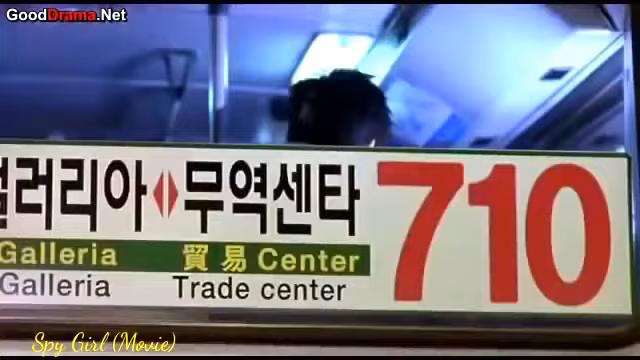 GoodDrama.Net
갤러리아 무역센타 710
Galleria 貿易 Center
Galleria Trade center
Spy Girl (Movie)